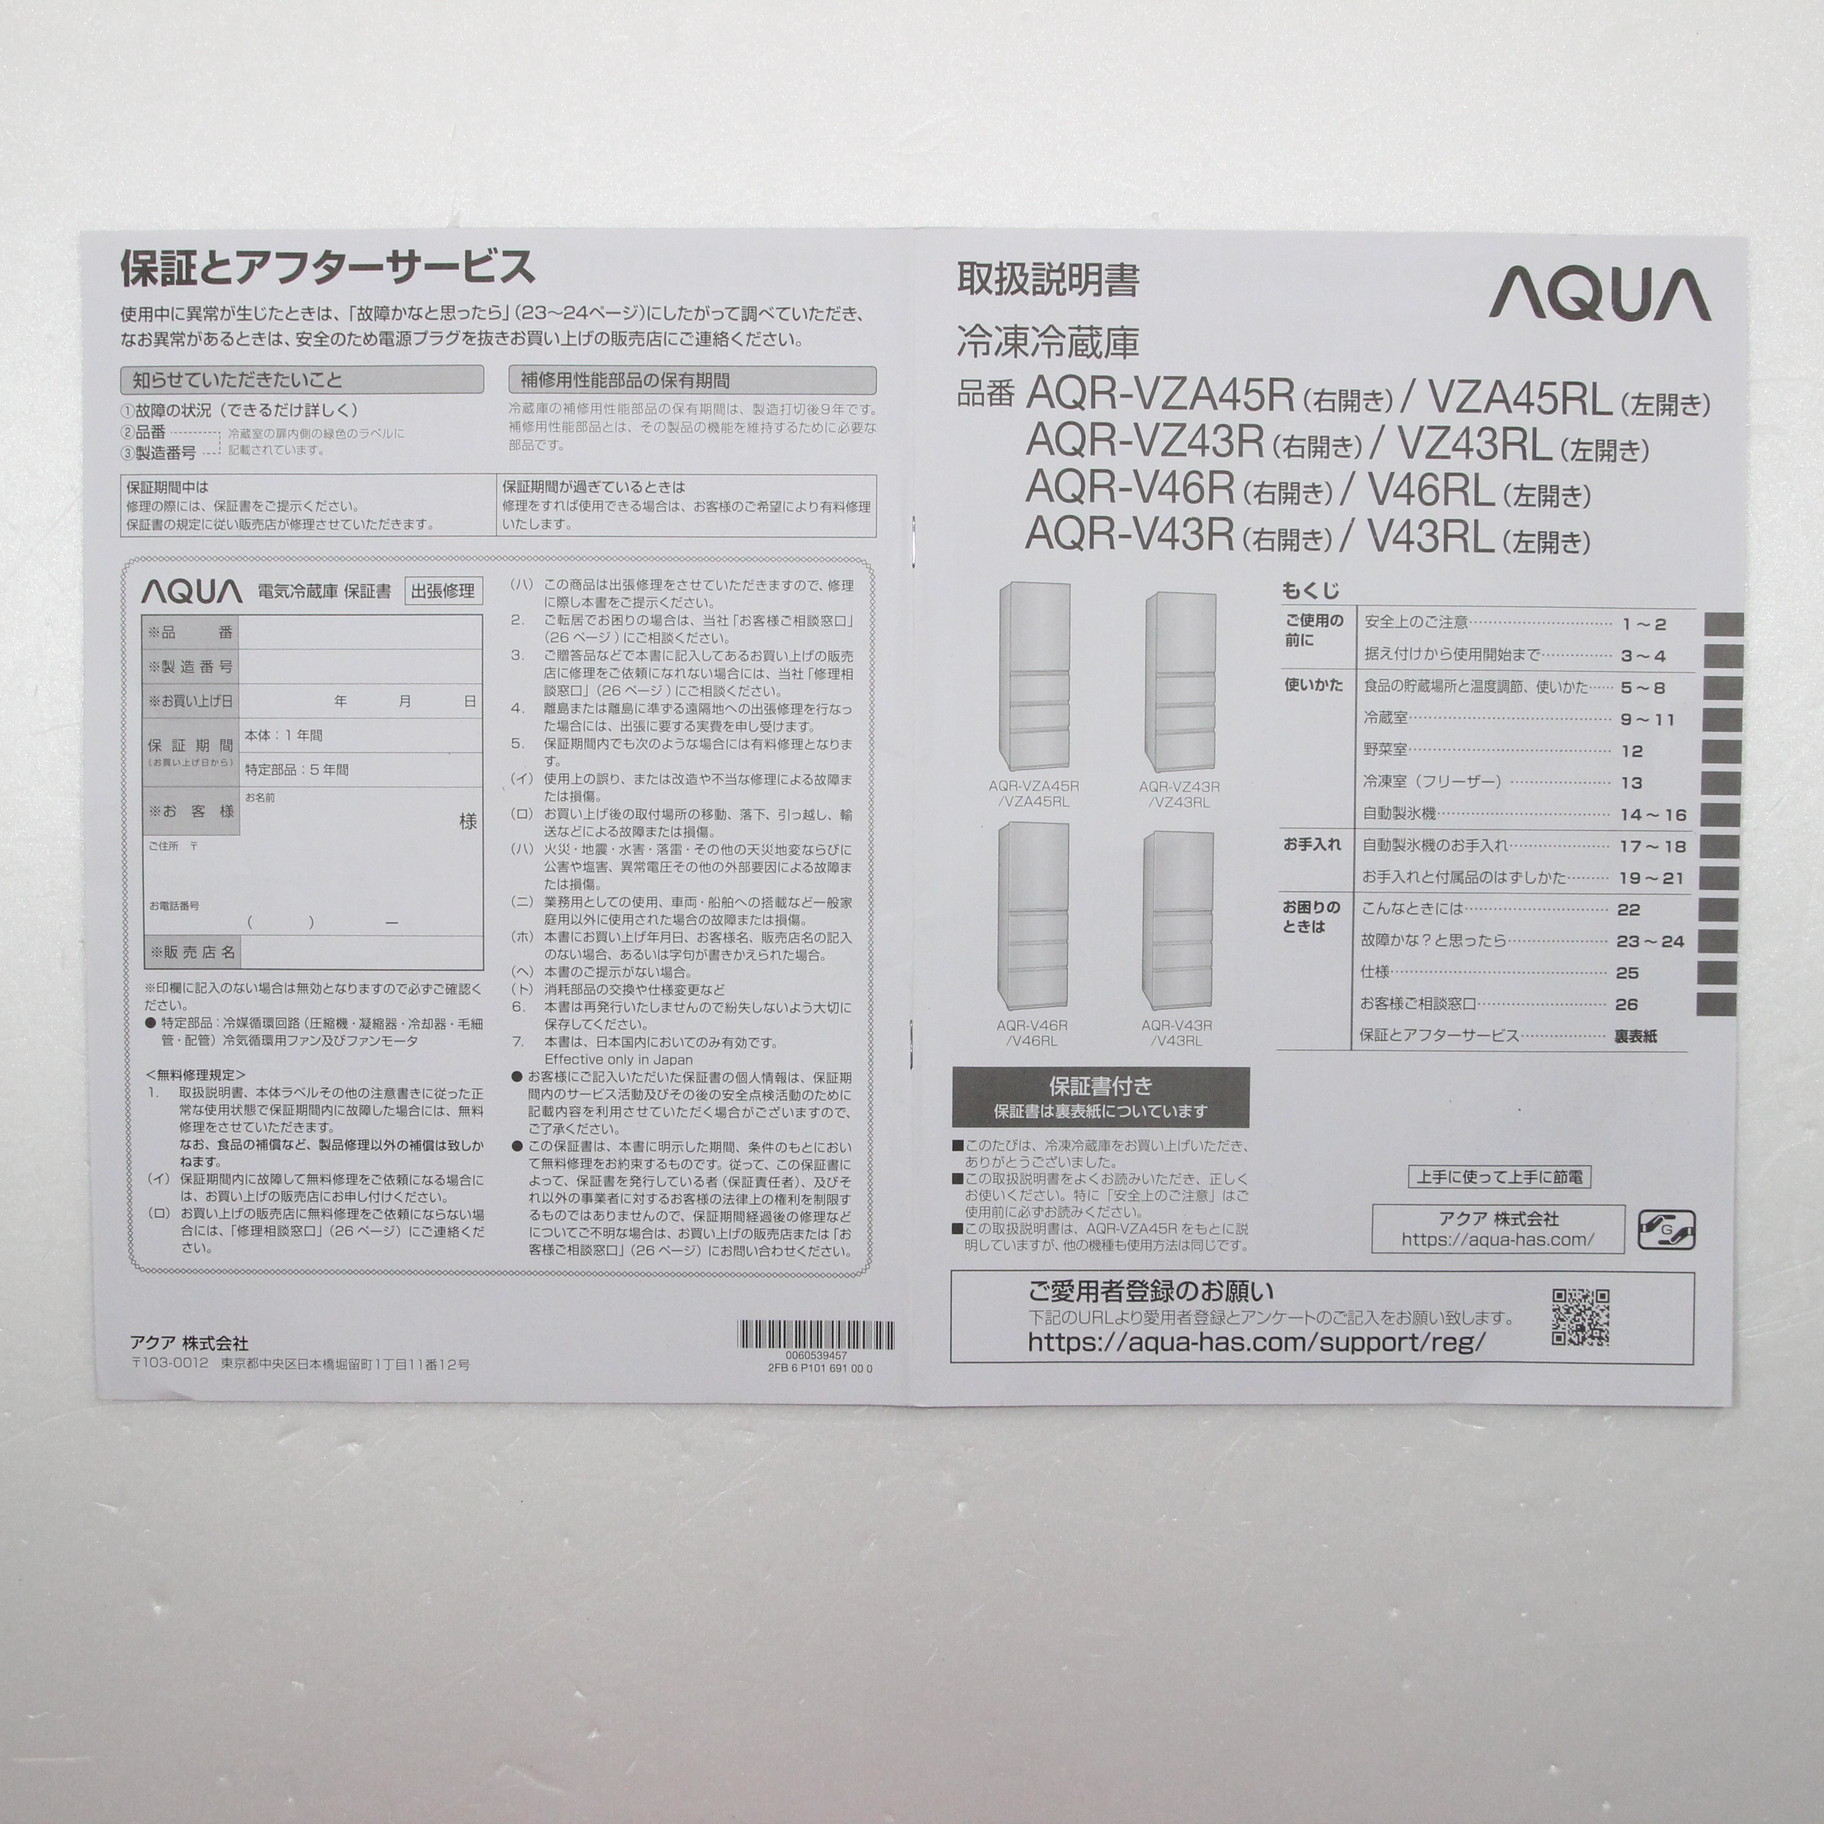 保証とアフターサービス
使用中に異常が生じたときは、「故障かなと思ったら」(23〜24ページ)にしたがって調べていただき、
なお異常があるときは、安全のため電源プラグを抜きお買い上げの販売店にご連絡ください。
知らせていただきたいこと
①故障の状況（できるだけ詳しく）
②品番
③製造番号
冷蔵室の扉内側の緑色のラベルに
記載されています。
補修用性能部品の保有期間
冷蔵庫の補修用性能部品の保有期間は、製造打切後9年です。
補修用性能部品とは、その製品の機能を維持するために必要な
部品です。
保証期間中は
修理の際には、保証書をご提示ください。
保証書の規定に従い販売店が修理させていただきます。
保証期間が過ぎているときは
修理をすれば使用できる場合は、お客様のご希望により有料修理
いたします。
AQUA 電気冷蔵庫 保証書 出張修理
※品 番
※製造番号
※お買い上げ日 年 月 日
保証期間
(お買い上げ日から)
本体：1年間
特定部品：5年間
※お客様
お名前
様
ご住所 〒
お電話番号
( ) ー
※販売店名
※印欄に記入のない場合は無効となりますので必ずご確認く
ださい。
● 特定部品：冷媒循環回路（圧縮機・凝縮器・冷却器・毛細
管・配管）冷気循環用ファン及びファンモータ
＜無料修理規定＞
1. 取扱説明書、本体ラベルその他の注意書きに従った正
常な使用状態で保証期間内に故障した場合には、無料
修理をさせていただきます。
なお、食品の補償など、製品修理以外の補償は致しか
ねます。
（イ） 保証期間内に故障して無料修理をご依頼になる場合に
は、お買い上げの販売店にお申し付けください。
（ロ） お買い上げの販売店に無料修理をご依頼にならない場
合には、「修理相談窓口」（26ページ）にご連絡くだ
さい。
（ハ） この商品は出張修理をさせていただきますので、修理
に際し本書をご提示ください。
2. ご転居でお困りの場合は、当社「お客様ご相談窓口」
（26ページ）にご相談ください。
3. ご贈答品などで本書に記入してあるお買い上げの販売
店に修理をご依頼になれない場合には、当社「修理相
談窓口」（26ページ）にご相談ください。
4. 離島または離島に準ずる遠隔地への出張修理を行なっ
た場合には、出張に要する実費を申し受けます。
5. 保証期間内でも次のような場合には有料修理となりま
す。
（イ） 使用上の誤り、または改造や不当な修理による故障ま
たは損傷。
（ロ） お買い上げ後の取付場所の移動、落下、引っ越し、輸
送などによる故障または損傷。
（ハ） 火災・地震・水害・落雷・その他の天災地変ならびに
公害や塩害、異常電圧その他の外部要因による故障ま
たは損傷。
（ニ） 業務用としての使用、車両・船舶への搭載など一般家
庭用以外に使用された場合の故障または損傷。
（ホ） 本書にお買い上げ年月日、お客様名、販売店名の記入
のない場合、あるいは字句が書きかえられた場合。
（ヘ） 本書のご提示がない場合。
（ト） 消耗部品の交換や仕様変更など
6. 本書は再発行いたしませんので紛失しないよう大切に
保存してください。
7. 本書は、日本国内においてのみ有効です。
Effective only in Japan
● お客様にご記入いただいた保証書の個人情報は、保証期
間内のサービス活動及びその後の安全点検活動のために
記載内容を利用させていただく場合がございますので、
ご了承ください。
● この保証書は、本書に明示した期間、条件のもとにおい
て無料修理をお約束するものです。従って、この保証書に
よって、保証書を発行している者（保証責任者）、及びそ
れ以外の事業者に対するお客様の法律上の権利を制限す
るものではありませんので、保証期間経過後の修理など
についてご不明な場合は、お買い上げの販売店または「お
客様ご相談窓口」（26ページ）にお問い合わせください。
アクア 株式会社
〒103-0012 東京都中央区日本橋堀留町1丁目11番12号
0060539457
2FB 6 P101 691 00 0
取扱説明書
AQUA
冷凍冷蔵庫
品番 AQR-VZA45R（右開き）/ VZA45RL（左開き）
AQR-VZ43R（右開き）/ VZ43RL（左開き）
AQR-V46R（右開き）/ V46RL（左開き）
AQR-V43R（右開き）/ V43RL（左開き）
AQR-VZA45R
/VZA45RL
AQR-VZ43R
/VZ43RL
AQR-V46R
/V46RL
AQR-V43R
/V43RL
もくじ
ご使用の
前に
安全上のご注意 1〜2
据え付けから使用開始まで 3〜4
使いかた
食品の貯蔵場所と温度調節、使いかた 5〜8
冷蔵室 9〜11
野菜室 12
冷凍室（フリーザー） 13
自動製氷機 14〜16
お手入れ
自動製氷機のお手入れ 17〜18
お手入れと付属品のはずしかた 19〜21
お困りの
ときは
こんなときには 22
故障かな？と思ったら 23〜24
仕様 25
お客様ご相談窓口 26
保証とアフターサービス 裏表紙
保証書付き
保証書は裏表紙についています
■このたびは、冷凍冷蔵庫をお買い上げいただき、
ありがとうございました。
■この取扱説明書をよくお読みいただき、正しく
お使いください。特に「安全上のご注意」はご
使用前に必ずお読みください。
■この取扱説明書は、AQR-VZA45Rをもとに説
明していますが、他の機種も使用方法は同じです。
上手に使って上手に節電
アクア 株式会社
https://aqua-has.com/
G
ご愛用者登録のお願い
下記のURLより愛用者登録とアンケートのご記入をお願い致します。
https://aqua-has.com/support/reg/